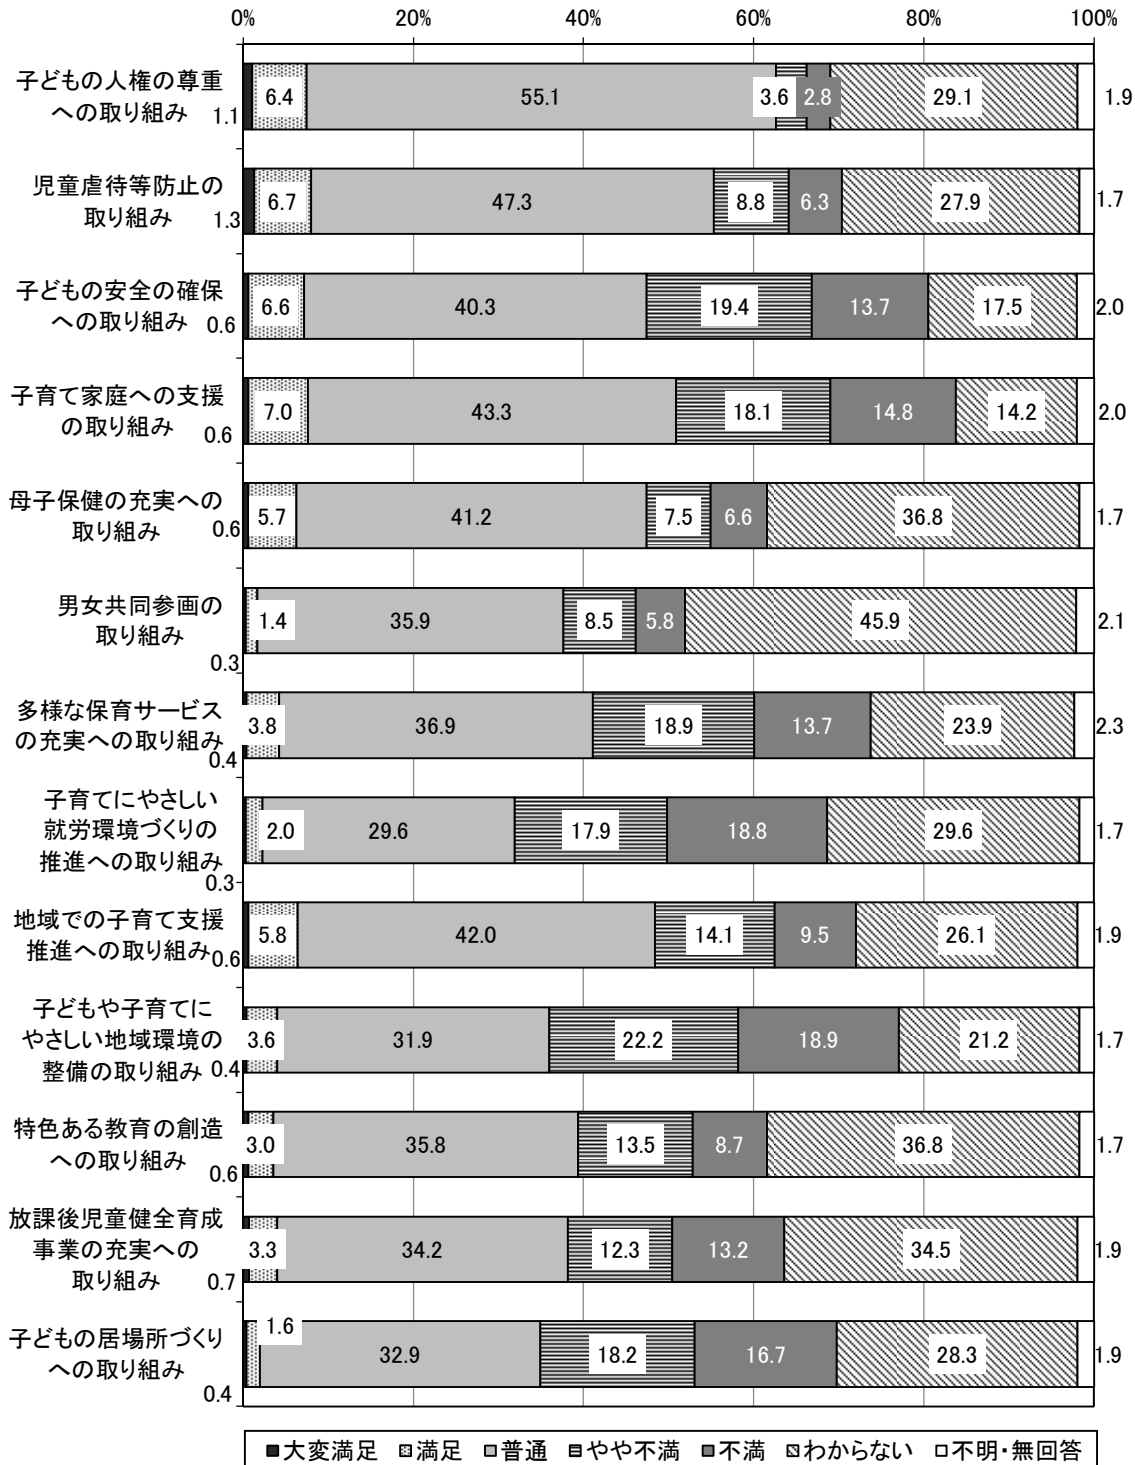 0% 20% 40% 60% 80% 100%
子どもの人権の尊重
への取り組み
1.1 6.4 55.1 3.6 2.8 29.1 1.9
児童虐待等防止の
取り組み
1.3 6.7 47.3 8.8 6.3 27.9 1.7
子どもの安全の確保
への取り組み
0.6 6.6 40.3 19.4 13.7 17.5 2.0
子育て家庭への支援
の取り組み
0.6 7.0 43.3 18.1 14.8 14.2 2.0
母子保健の充実への
取り組み
0.6 5.7 41.2 7.5 6.6 36.8 1.7
男女共同参画の
取り組み
0.3 1.4 35.9 8.5 5.8 45.9 2.1
多様な保育サービス
の充実への取り組み
0.4 3.8 36.9 18.9 13.7 23.9 2.3
子育てにやさしい
就労環境づくりの
推進への取り組み
0.3 2.0 29.6 17.9 18.8 29.6 1.7
地域での子育て支援
推進への取り組み
0.6 5.8 42.0 14.1 9.5 26.1 1.9
子どもや子育てに
やさしい地域環境の
整備の取り組み
0.4 3.6 31.9 22.2 18.9 21.2 1.7
特色ある教育の創造
への取り組み
0.6 3.0 35.8 13.5 8.7 36.8 1.7
放課後児童健全育成
事業の充実への
取り組み
0.7 3.3 34.2 12.3 13.2 34.5 1.9
子どもの居場所づくり
への取り組み
0.4 1.6 32.9 18.2 16.7 28.3 1.9
大変満足 満足 普通 やや不満 不満 わからない 不明・無回答